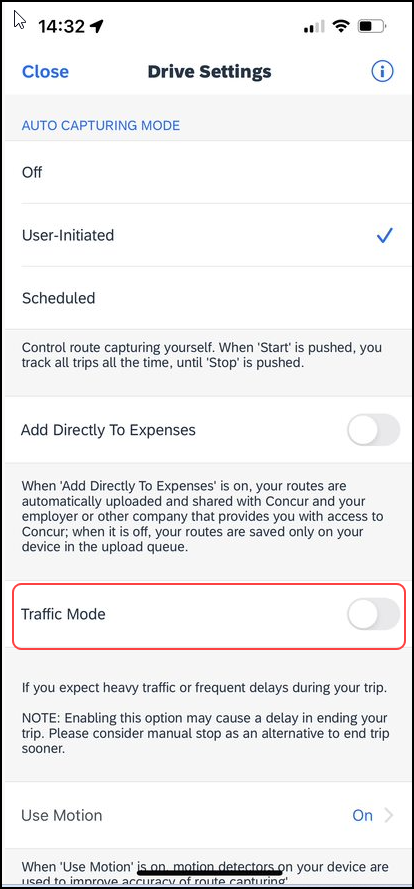 14:32
Close Drive Settings
AUTO CAPTURING MODE
Off
User-Initiated
Scheduled
Control route capturing yourself. When 'Start' is pushed, you
track all trips all the time, until 'Stop' is pushed.
Add Directly To Expenses
When 'Add Directly To Expenses' is on, your routes are
automatically uploaded and shared with Concur and your
employer or other company that provides you with access to
Concur; when it is off, your routes are saved only on your
device in the upload queue.
Traffic Mode
If you expect heavy traffic or frequent delays during your trip.
NOTE: Enabling this option may cause a delay in ending your
trip. Please consider manual stop as an alternative to end trip
sooner.
Use Motion On
When 'Use Motion' is on, motion detectors on your device are
used to improve accuracy of route capturing'